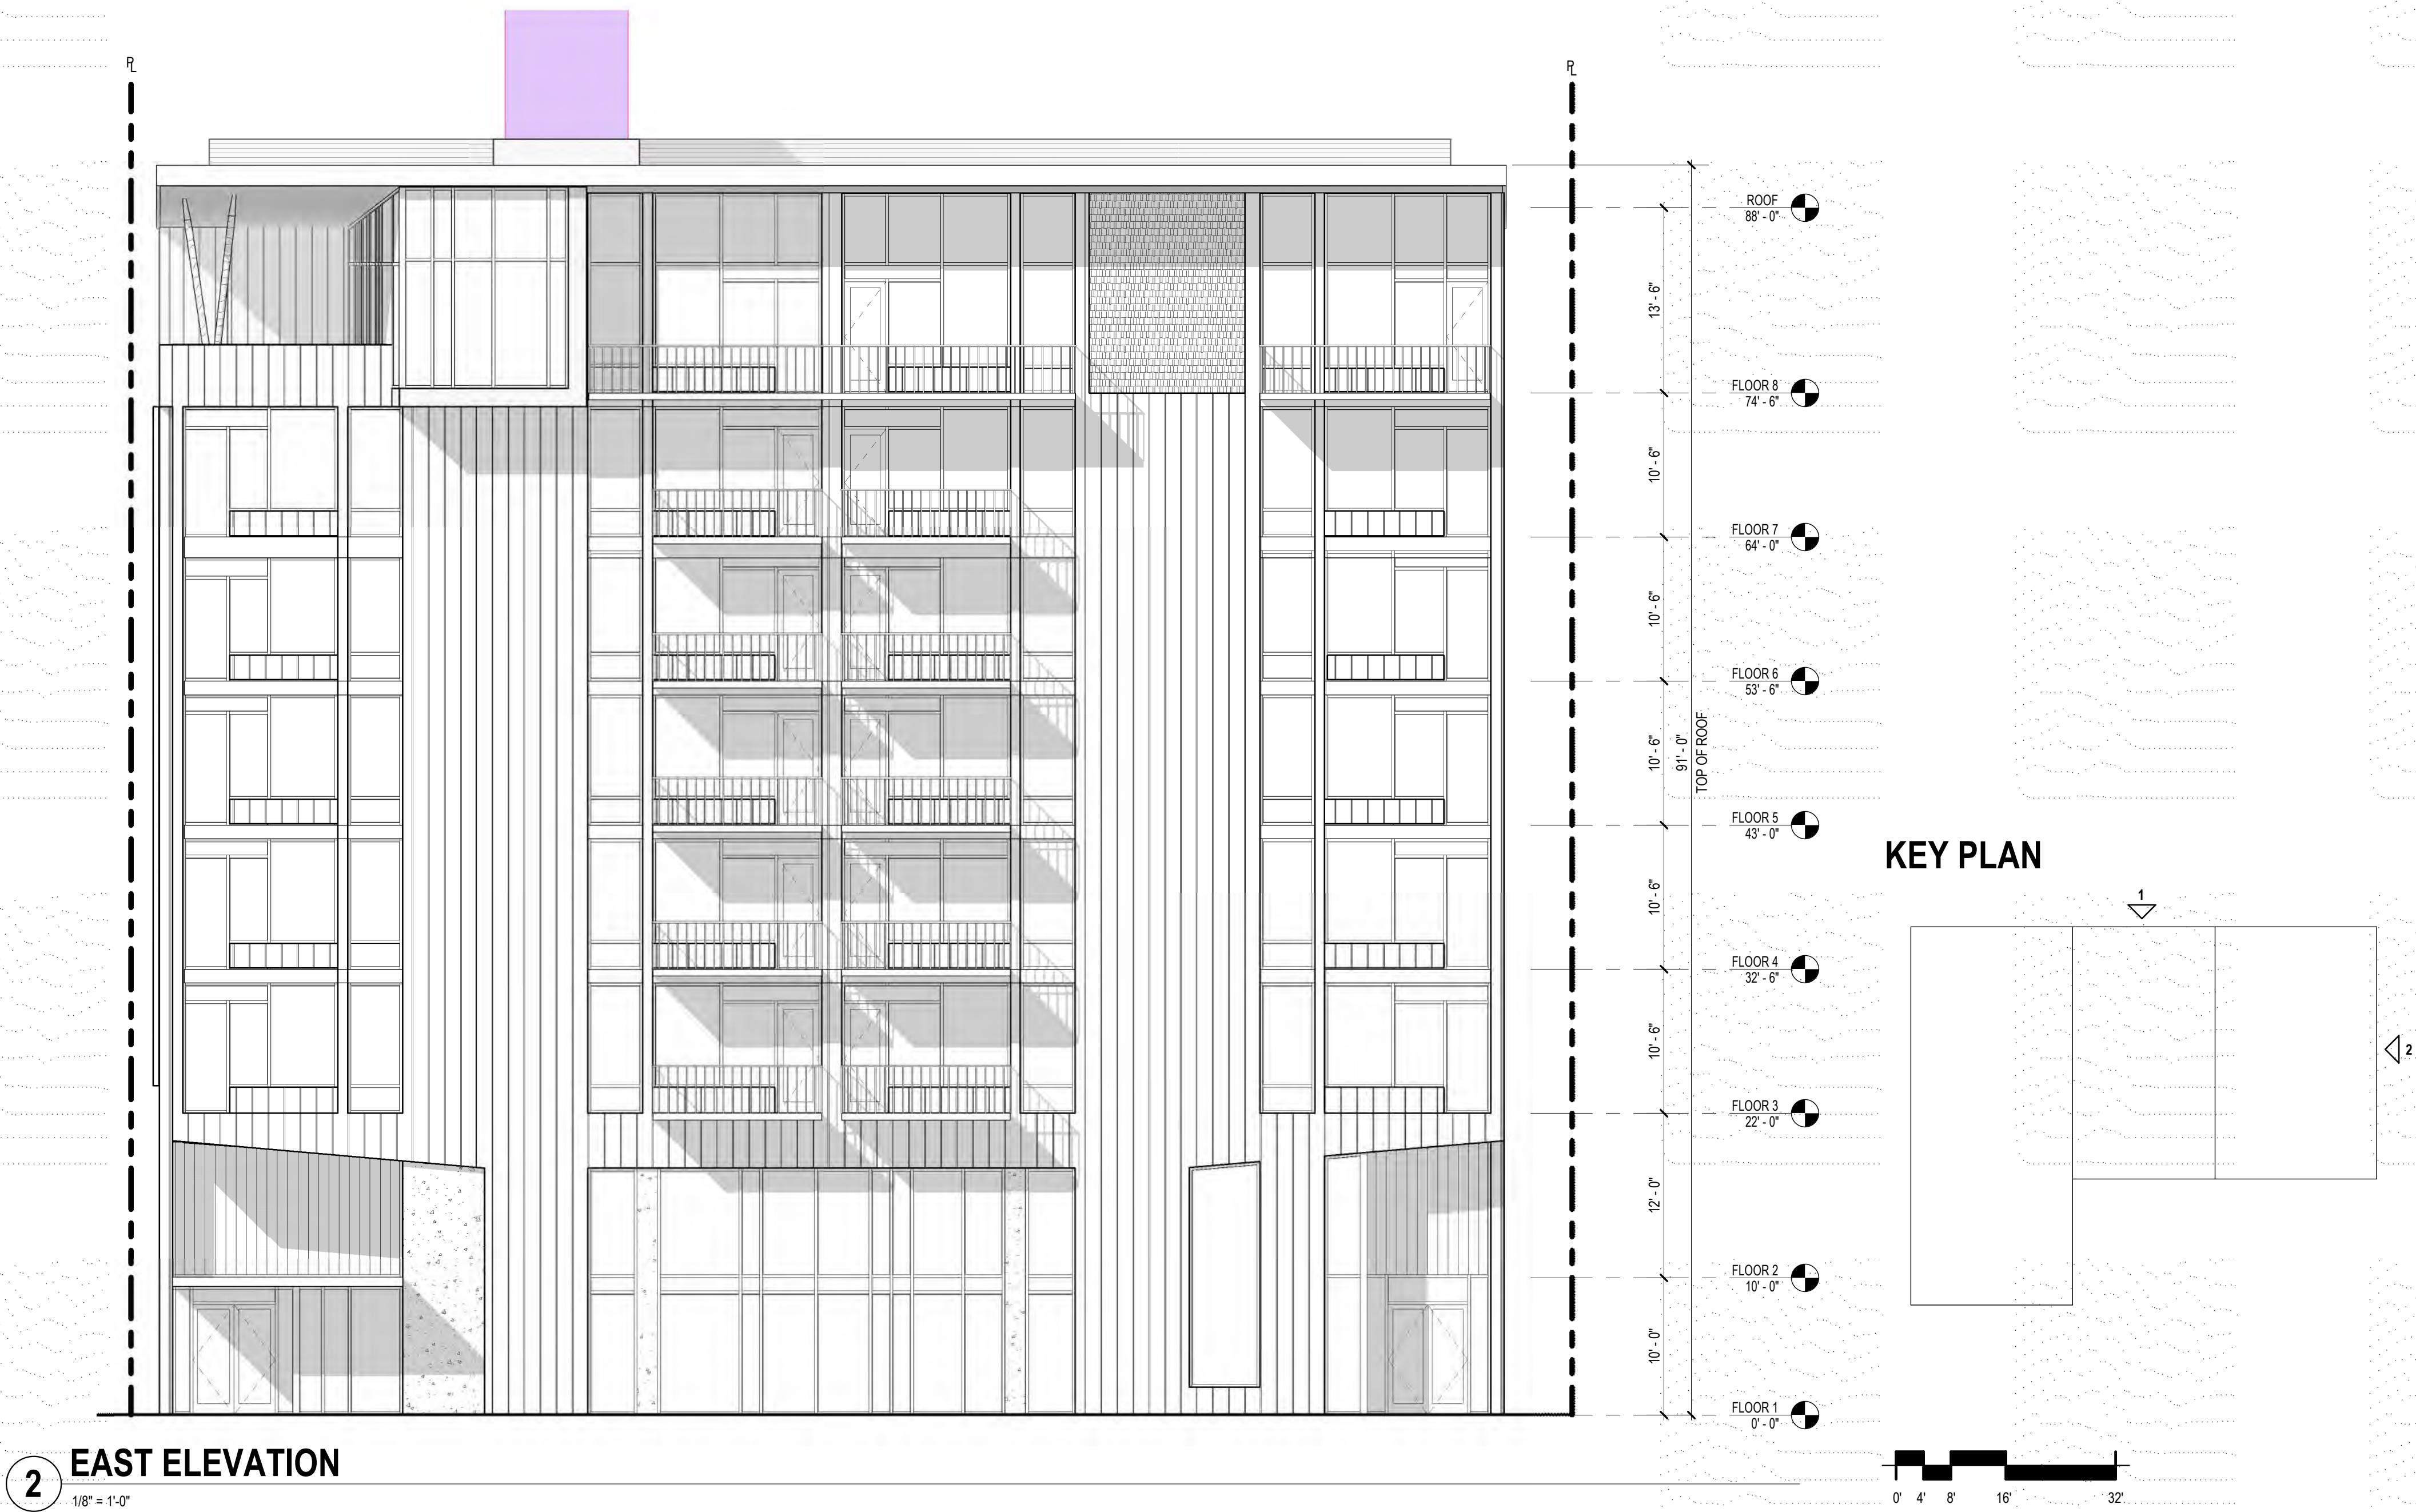 PL
PL
ROOF
88' - 0"
13' - 6"
FLOOR 8
74' - 6"
10' - 6"
FLOOR 7
64' - 0"
10' - 6"
FLOOR 6
53' - 6"
10' - 6"
91' - 0"
TOP OF ROOF
FLOOR 5
43' - 0"
10' - 6"
FLOOR 4
32' - 6"
10' - 6"
FLOOR 3
22' - 0"
12' - 0"
FLOOR 2
10' - 0"
10' - 0"
FLOOR 1
0' - 0"
KEY PLAN
1
2
0' 4' 8' 16' 32'
2 EAST ELEVATION
1/8" = 1'-0"